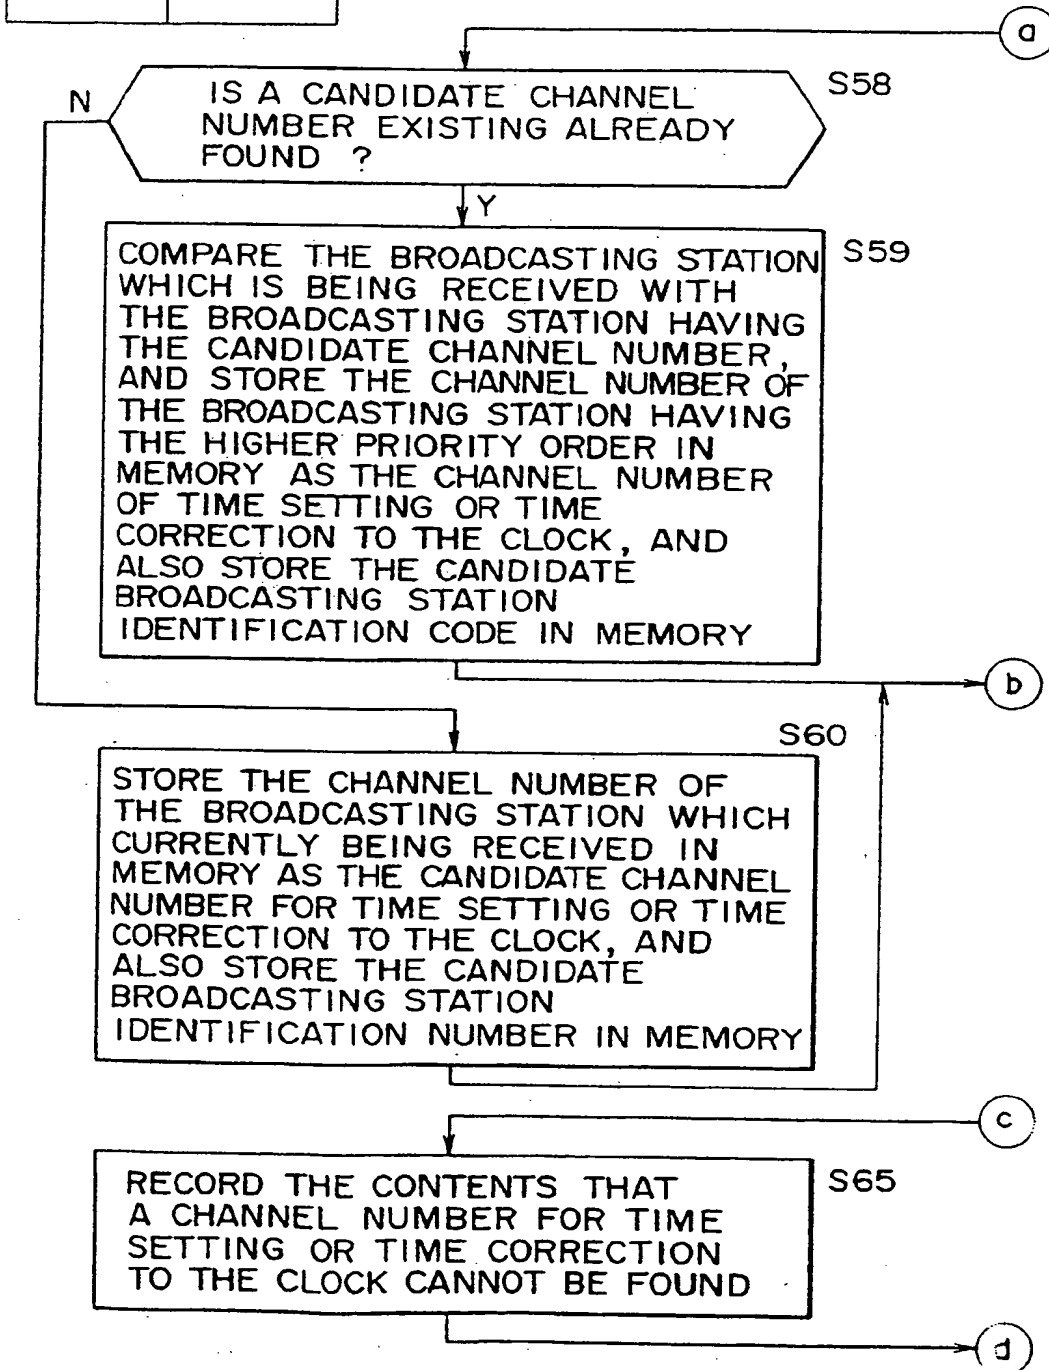 a
IS A CANDIDATE CHANNEL
NUMBER EXISTING ALREADY
FOUND ?
S58
N
Y
COMPARE THE BROADCASTING STATION
WHICH IS BEING RECEIVED WITH
THE BROADCASTING STATION HAVING
THE CANDIDATE CHANNEL NUMBER,
AND STORE THE CHANNEL NUMBER OF
THE BROADCASTING STATION HAVING
THE HIGHER PRIORITY ORDER IN
MEMORY AS THE CHANNEL NUMBER
OF TIME SETTING OR TIME
CORRECTION TO THE CLOCK, AND
ALSO STORE THE CANDIDATE
BROADCASTING STATION
IDENTIFICATION CODE IN MEMORY
S59
b
S60
STORE THE CHANNEL NUMBER OF
THE BROADCASTING STATION WHICH
CURRENTLY BEING RECEIVED IN
MEMORY AS THE CANDIDATE CHANNEL
NUMBER FOR TIME SETTING OR TIME
CORRECTION TO THE CLOCK, AND
ALSO STORE THE CANDIDATE
BROADCASTING STATION
IDENTIFICATION NUMBER IN MEMORY
c
RECORD THE CONTENTS THAT
A CHANNEL NUMBER FOR TIME
SETTING OR TIME CORRECTION
TO THE CLOCK CANNOT BE FOUND
S65
d